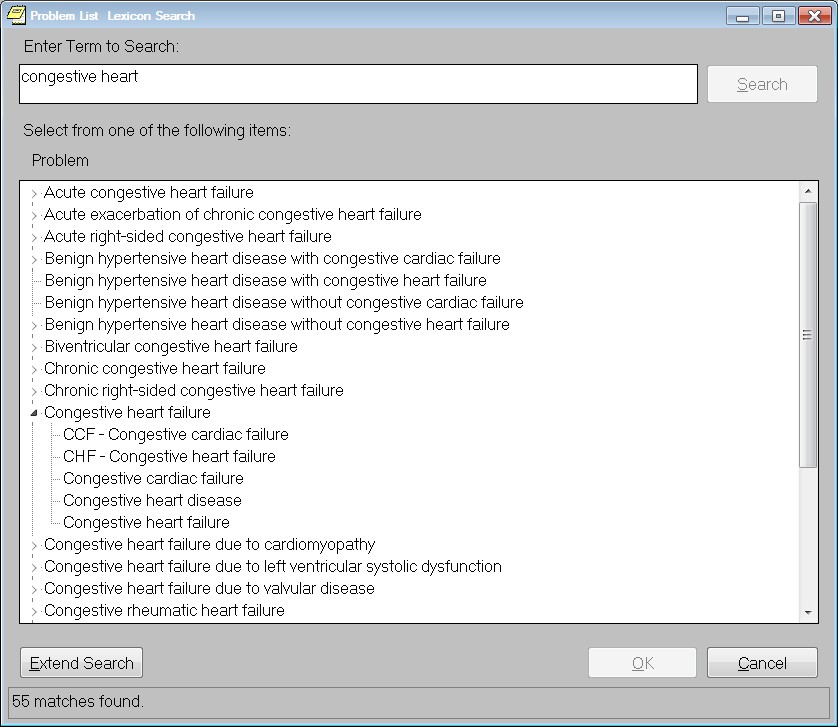 Problem List Lexicon Search
Enter Term to Search:
congestive heart
Search
Select from one of the following items:
Problem
Acute congestive heart failure
Acute exacerbation of chronic congestive heart failure
Acute right-sided congestive heart failure
Benign hypertensive heart disease with congestive cardiac failure
Benign hypertensive heart disease with congestive heart failure
Benign hypertensive heart disease without congestive cardiac failure
Benign hypertensive heart disease without congestive heart failure
Biventricular congestive heart failure
Chronic congestive heart failure
Chronic right-sided congestive heart failure
Congestive heart failure
CCF - Congestive cardiac failure
CHF - Congestive heart failure
Congestive cardiac failure
Congestive heart disease
Congestive heart failure
Congestive heart failure due to cardiomyopathy
Congestive heart failure due to left ventricular systolic dysfunction
Congestive heart failure due to valvular disease
Congestive rheumatic heart failure
Extend Search
OK
Cancel
55 matches found.